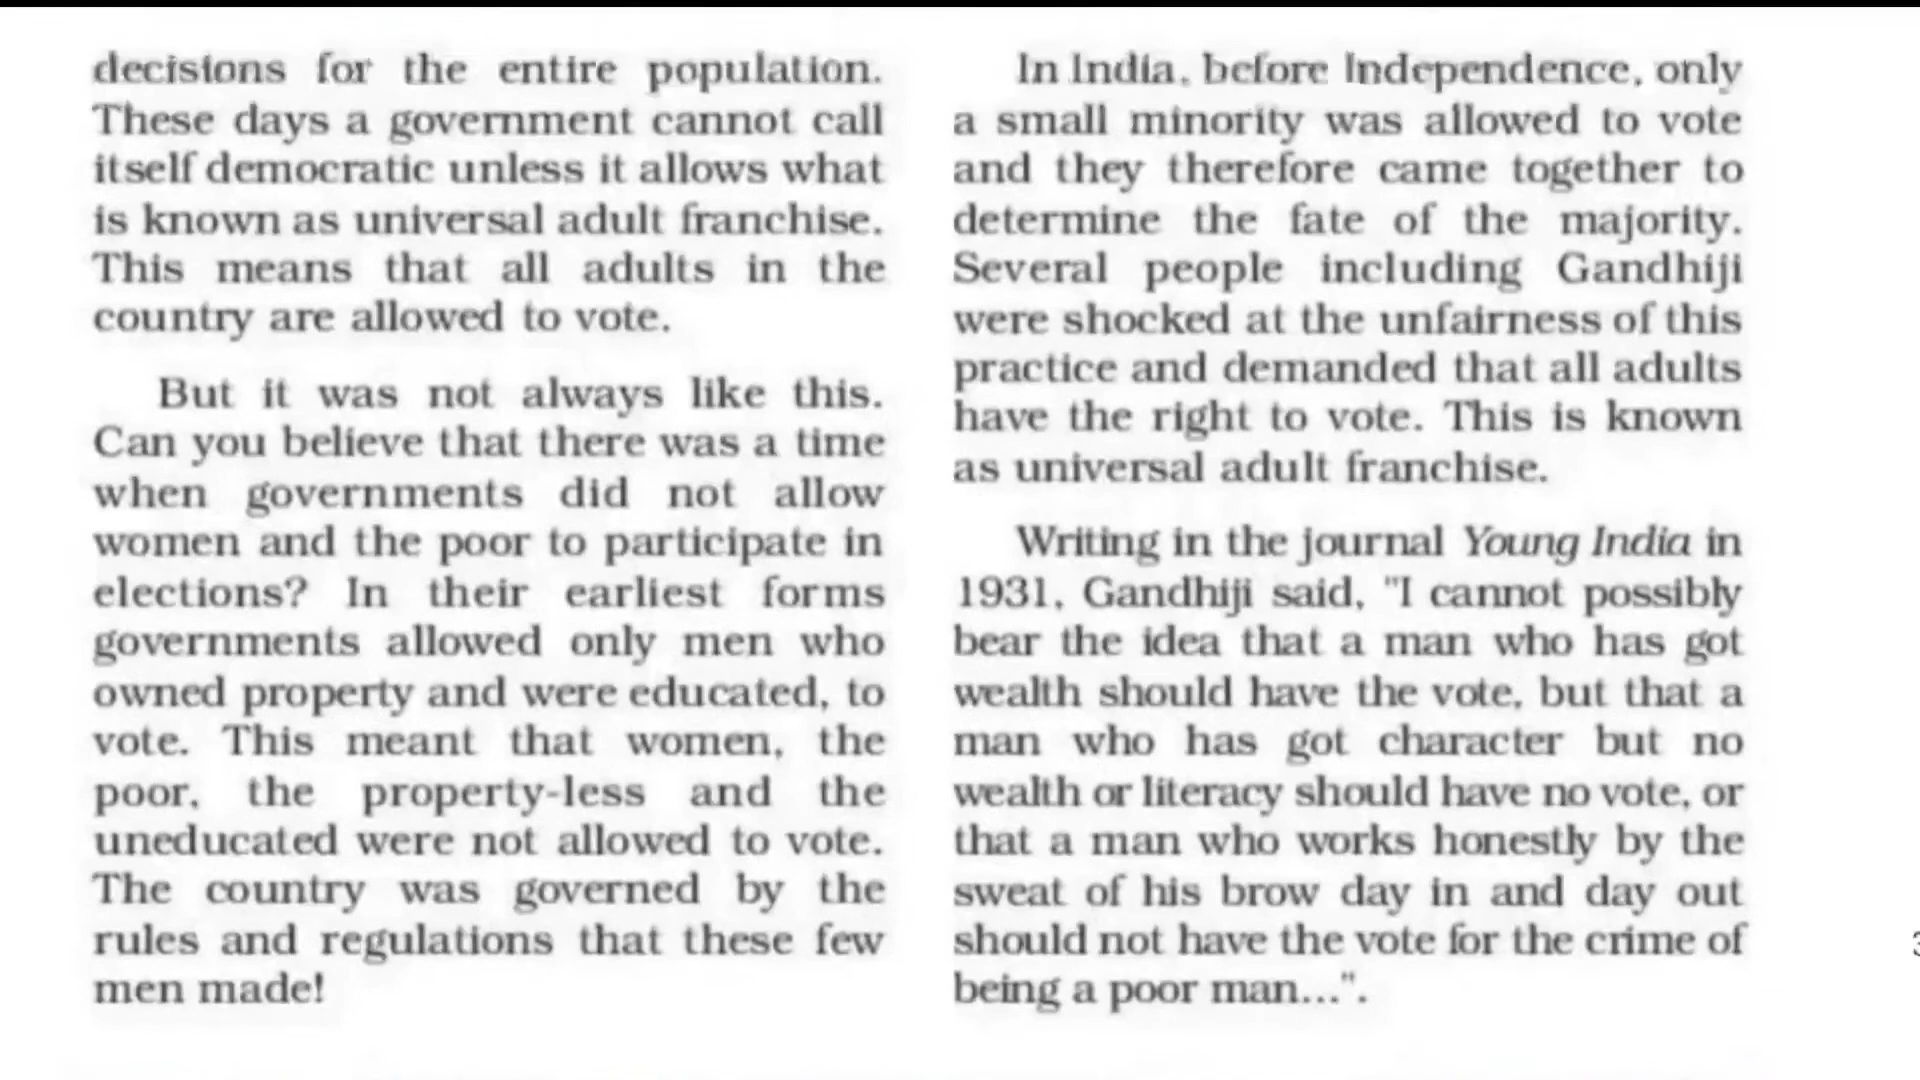 decisions for the entire population.
These days a government cannot call
itself democratic unless it allows what
is known as universal adult franchise.
This means that all adults in the
country are allowed to vote.
But it was not always like this.
Can you believe that there was a time
when governments did not allow
women and the poor to participate in
elections? In their earliest forms
governments allowed only men who
owned property and were educated, to
vote. This meant that women, the
poor, the property-less and the
uneducated were not allowed to vote.
The country was governed by the
rules and regulations that these few
men made!
In India, before Independence, only
a small minority was allowed to vote
and they therefore came together to
determine the fate of the majority.
Several people including Gandhiji
were shocked at the unfairness of this
practice and demanded that all adults
have the right to vote. This is known
as universal adult franchise.
Writing in the journal Young India in
1931, Gandhiji said, "I cannot possibly
bear the idea that a man who has got
wealth should have the vote, but that a
man who has got character but no
wealth or literacy should have no vote, or
that a man who works honestly by the
sweat of his brow day in and day out
should not have the vote for the crime of
being a poor man...".